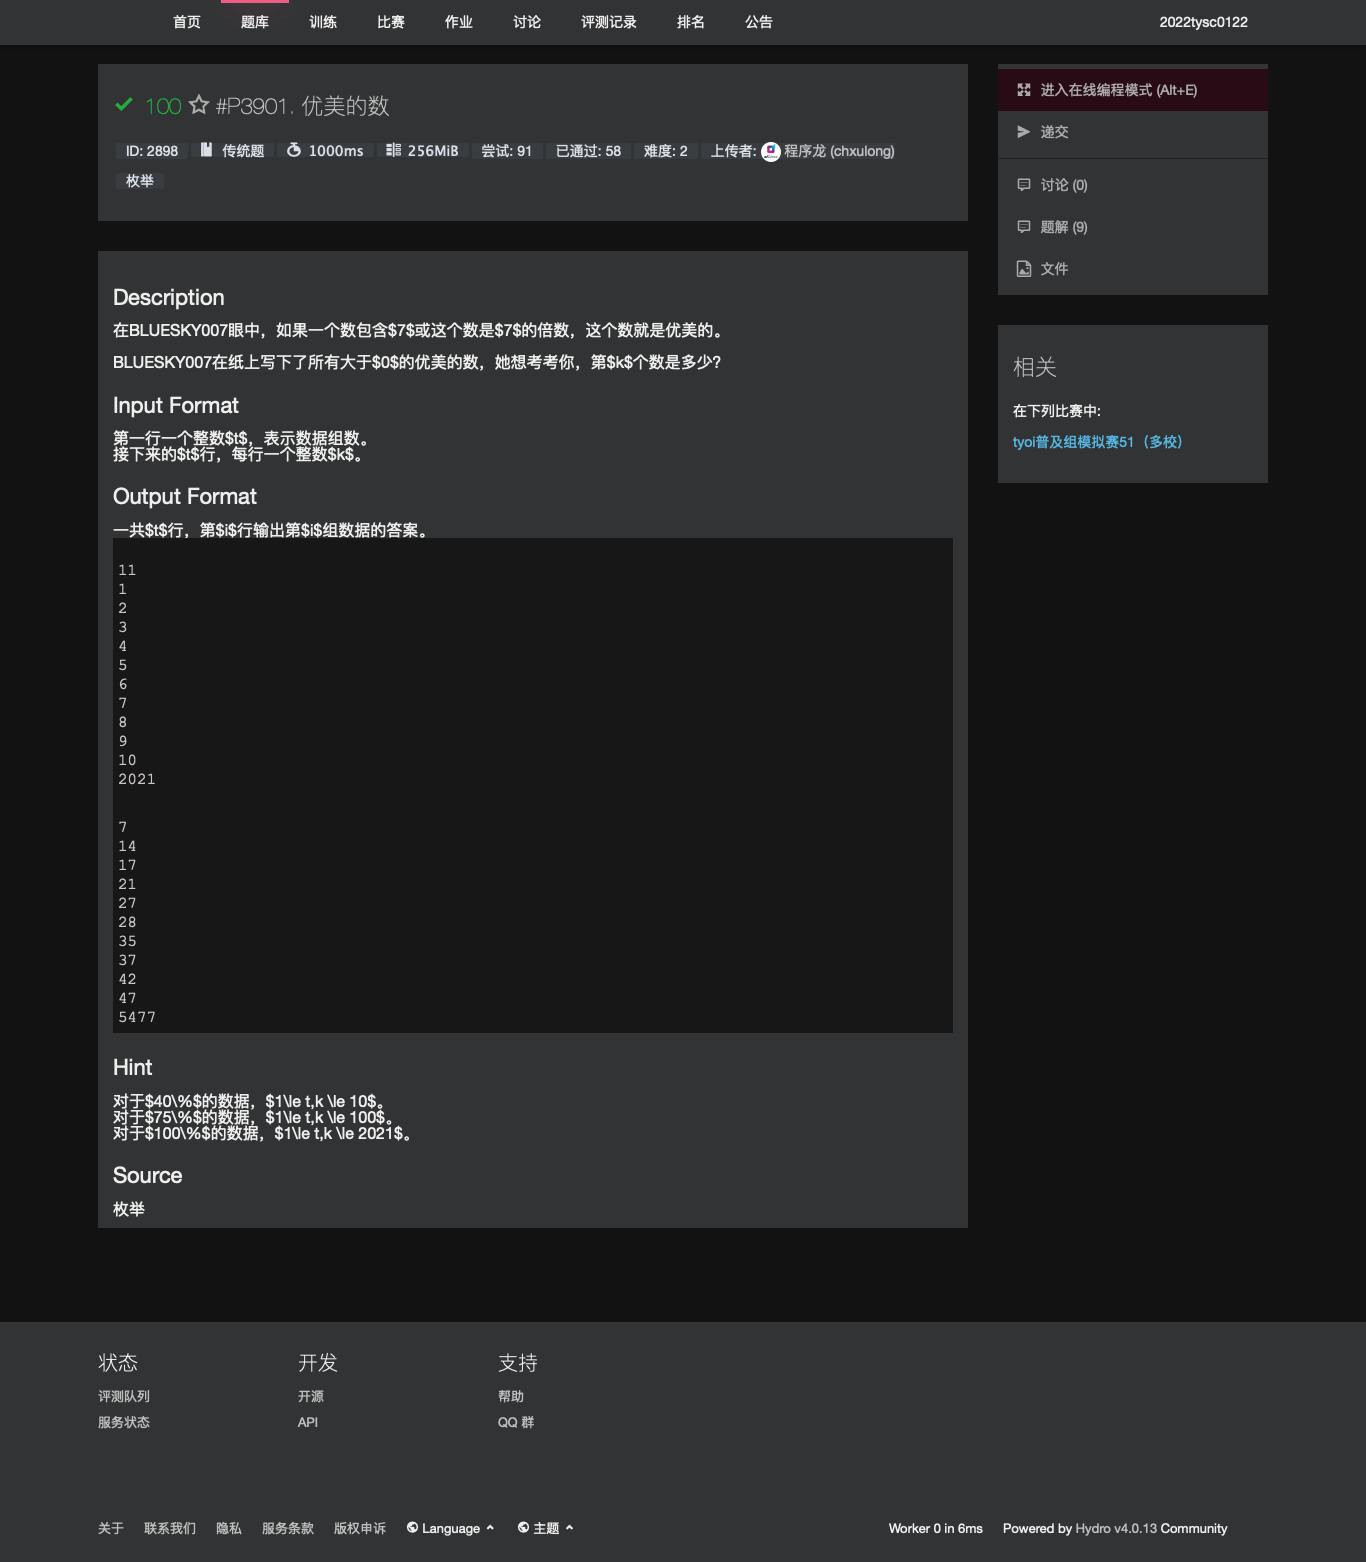 首页 题库 训练 比赛 作业 讨论 评测记录 排名 公告 2022tysc0122
100 #P3901. 优美的数
ID: 2898 传统题 1000ms 256MiB 尝试: 91 已通过: 58 难度: 2 上传者: 程序龙 (chxulong)
枚举
Description
在BLUESKY007眼中，如果一个数包含$7$或这个数是$7$的倍数，这个数就是优美的。
BLUESKY007在纸上写下了所有大于$0$的优美的数，她想考考你，第$k$个数是多少?
Input Format
第一行一个整数$t$，表示数据组数。
接下来的$t$行，每行一个整数$k$。
Output Format
一共$t$行，第$i$行输出第$i$组数据的答案。
11
1
2
3
4
5
6
7
8
9
10
2021
7
14
17
21
27
28
35
37
42
47
5477
Hint
对于$40\%$的数据，$1\le t,k \le 10$。
对于$75\%$的数据，$1\le t,k \le 100$。
对于$100\%$的数据，$1\le t,k \le 2021$。
Source
枚举
进入在线编程模式 (Alt+E)
递交
讨论 (0)
题解 (9)
文件
相关
在下列比赛中:
tyoi普及组模拟赛51（多校）
状态 开发 支持
评测队列 开源 帮助
服务状态 API QQ 群
关于 联系我们 隐私 服务条款 版权申诉 Language 主题 Worker 0 in 6ms Powered by Hydro v4.0.13 Community